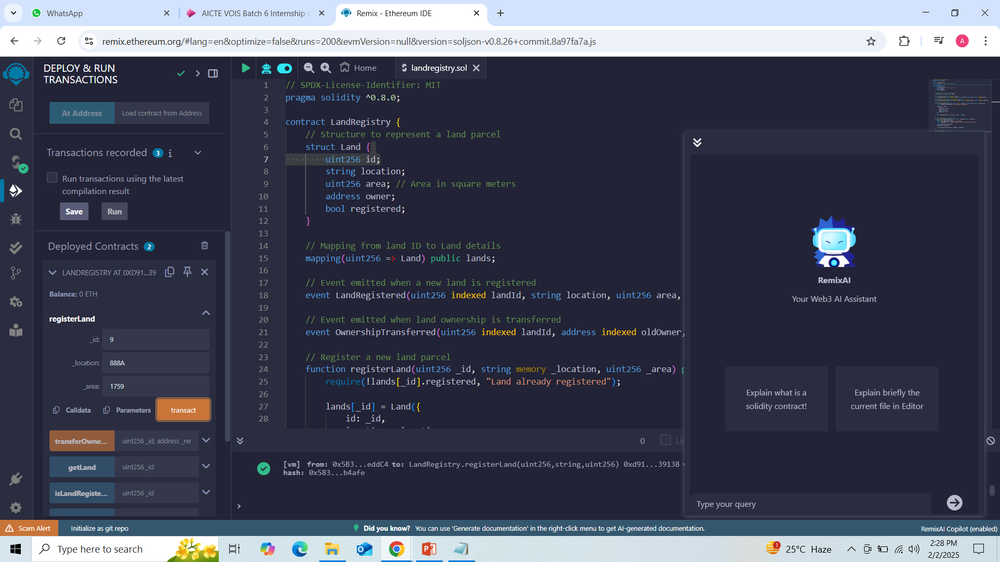 WhatsApp
AICTE VOIS Batch 6 Internship
Remix - Ethereum IDE
remix.ethereum.org/#lang=en&optimize=false&runs=200&evmVersion=null&version=soljson-v0.8.26+commit.8a97fa7a.js
A
DEPLOY & RUN
TRANSACTIONS
At Address
Load contract from Address
Transactions recorded 3 i
Run transactions using the latest
compilation result
Save
Run
Deployed Contracts 2
LANDREGISTRY AT 0XD91...39
Balance: 0 ETH
registerLand
_id: 9
_location: 888A
_area: 1759
Calldata
Parameters
transact
transferOwne...
uint256 _id, address _ne
getLand
uint256 _id
isLandRegiste...
uint256 _id
Home
landregistry.sol
1 // SPDX-License-Identifier: MIT
2 pragma solidity ^0.8.0;
3
4 contract LandRegistry {
5 // Structure to represent a land parcel
6 struct Land {
7 uint256 id;
8 string location;
9 uint256 area; // Area in square meters
10 address owner;
11 bool registered;
12 }
13
14 // Mapping from land ID to Land details
15 mapping(uint256 => Land) public lands;
16
17 // Event emitted when a new land is registered
18 event LandRegistered(uint256 indexed landId, string location, uint256 area,
19
20 // Event emitted when land ownership is transferred
21 event OwnershipTransferred(uint256 indexed landId, address indexed oldOwner,
22
23 // Register a new land parcel
24 function registerLand(uint256 _id, string memory _location, uint256 _area) p
25 require(!lands[_id].registered, "Land already registered");
26
27 lands[_id] = Land({
28 id: _id,
0
Lis
[vm] from: 0x5B3...eddC4 to: LandRegistry.registerLand(uint256,string,uint256) 0xd91...39138 v
hash: 0x583...b4afe
>
RemixAI
Your Web3 AI Assistant
Explain what is a
solidity contract!
Explain briefly the
current file in Editor
Type your query
Scam Alert
Initialize as git repo
Did you know? You can use 'Generate documentation' in the right-click menu to get AI-generated documentation.
RemixAI Copilot (enabled)
Type here to search
1
25°C Haze
2:28 PM
2/2/2025